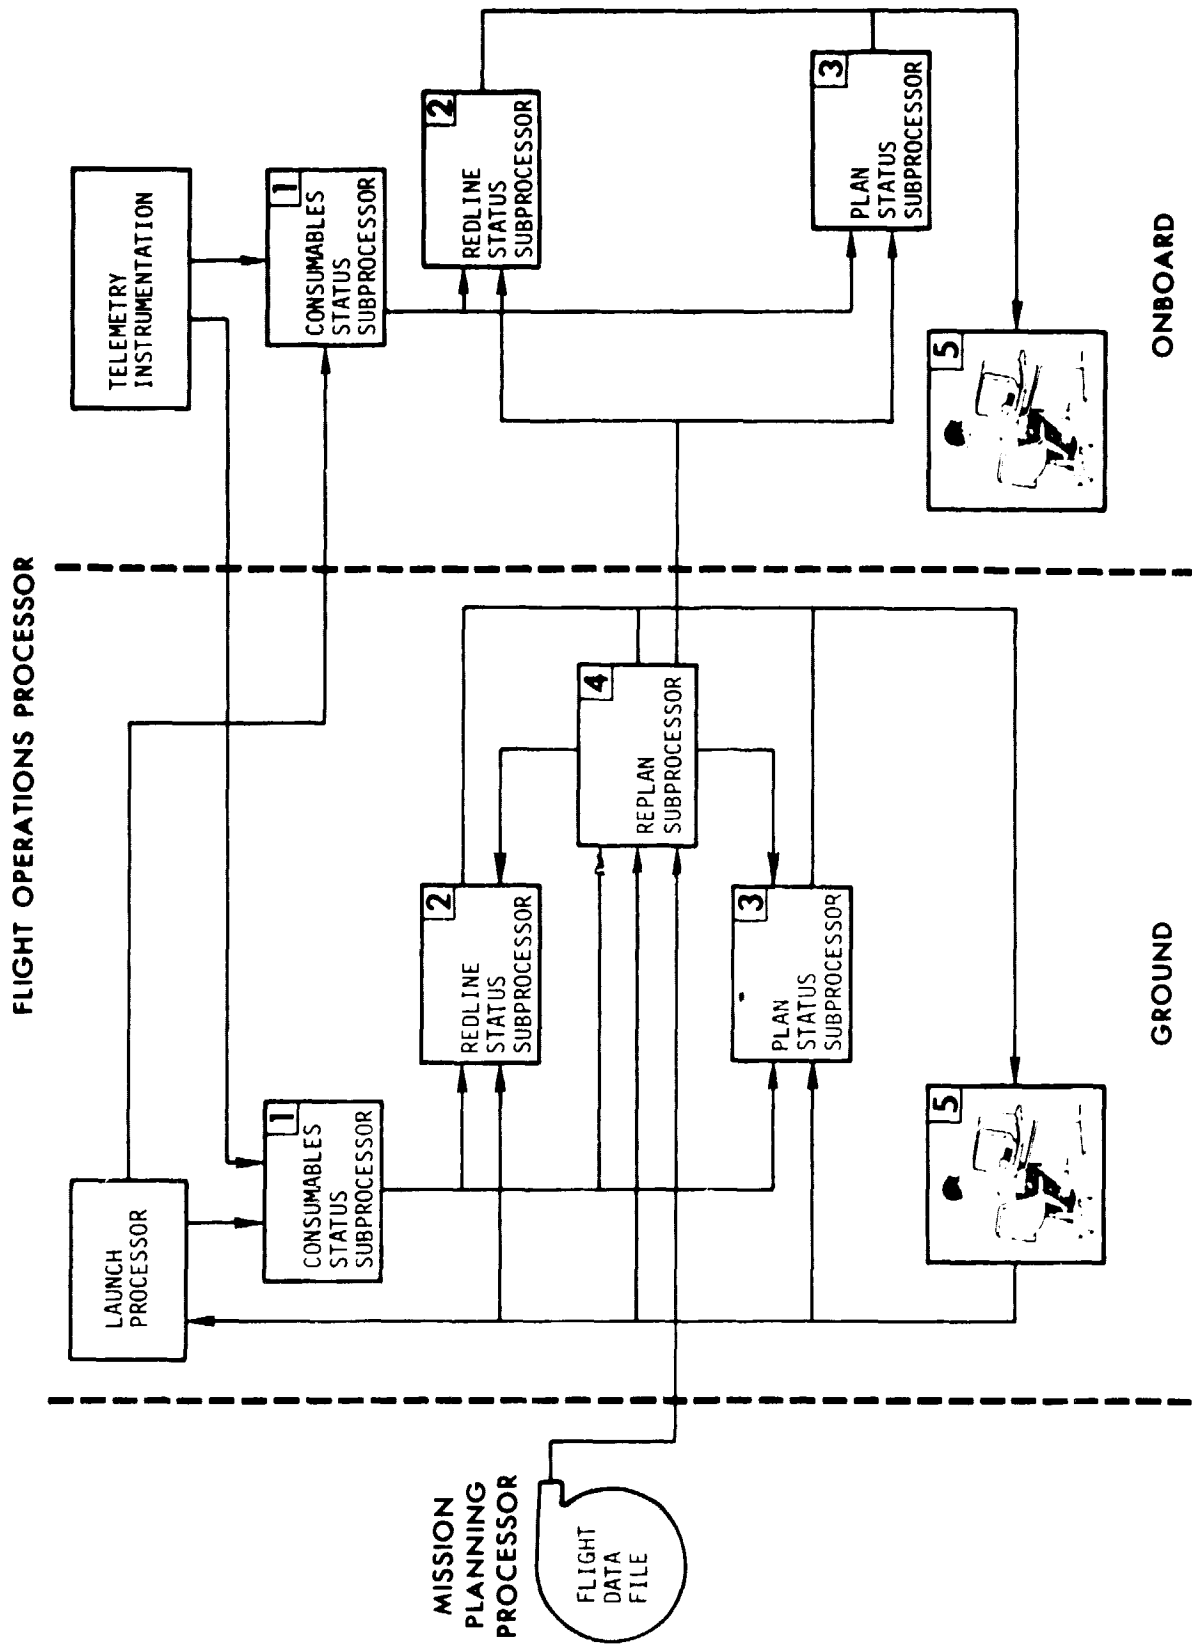 FLIGHT OPERATIONS PROCESSOR
MISSION
PLANNING
PROCESSOR
FLIGHT
DATA
FILE
LAUNCH
PROCESSOR
1
CONSUMABLES
STATUS
SUBPROCESSOR
2
REDLINE
STATUS
SUBPROCESSOR
3
PLAN
STATUS
SUBPROCESSOR
4
REPLAN
SUBPROCESSOR
5
GROUND
TELEMETRY
INSTRUMENTATION
1
CONSUMABLES
STATUS
SUBPROCESSOR
2
REDLINE
STATUS
SUBPROCESSOR
3
PLAN
STATUS
SUBPROCESSOR
5
ONBOARD